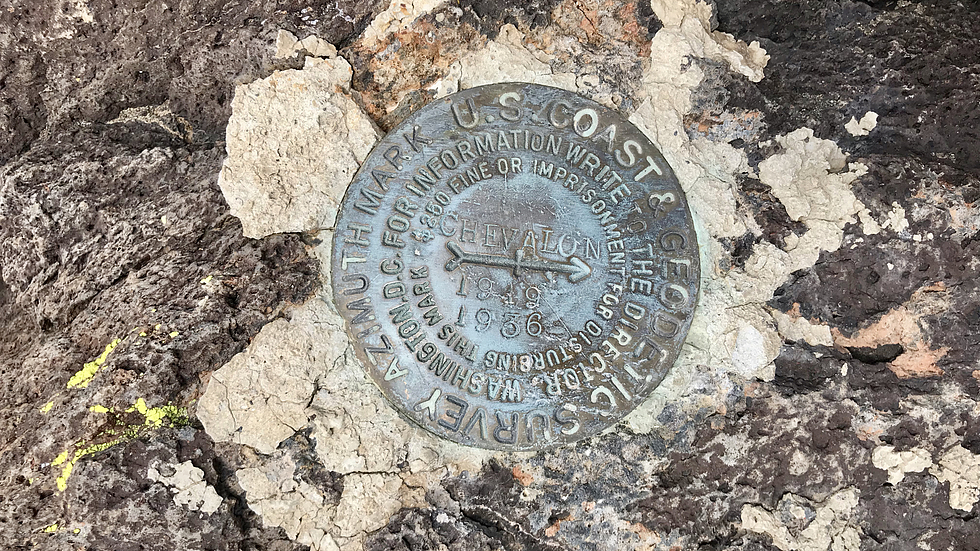 U.S. COAST & GEODETIC SURVEY
AZIMUTH MARK
FOR INFORMATION WRITE TO THE DIRECTOR, WASHINGTON, D.C.
$250 FINE OR IMPRISONMENT FOR DISTURBING THIS MARK.
CHEVALON
1936